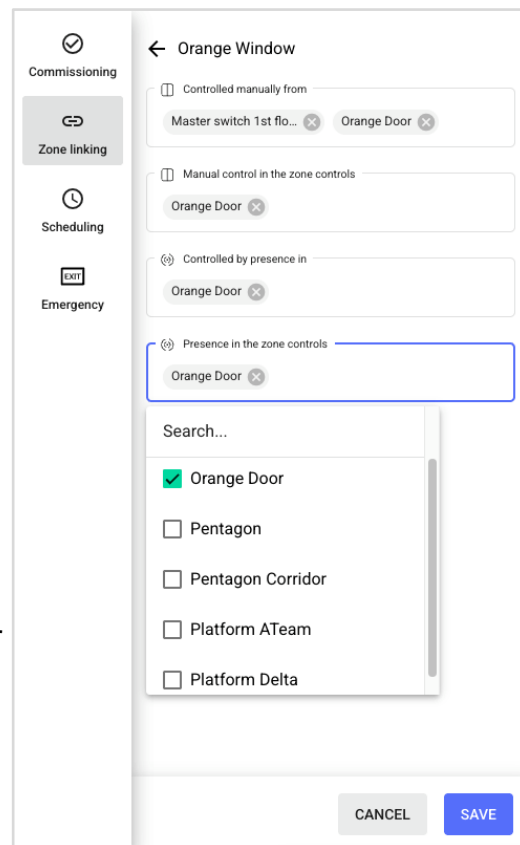 Commissioning
Zone linking
Scheduling
EXIT
Emergency
Orange Window
Controlled manually from
Master switch 1st flo... Orange Door
Manual control in the zone controls
Orange Door
Controlled by presence in
Orange Door
Presence in the zone controls
Orange Door
Search...
Orange Door
Pentagon
Pentagon Corridor
Platform ATeam
Platform Delta
CANCEL SAVE